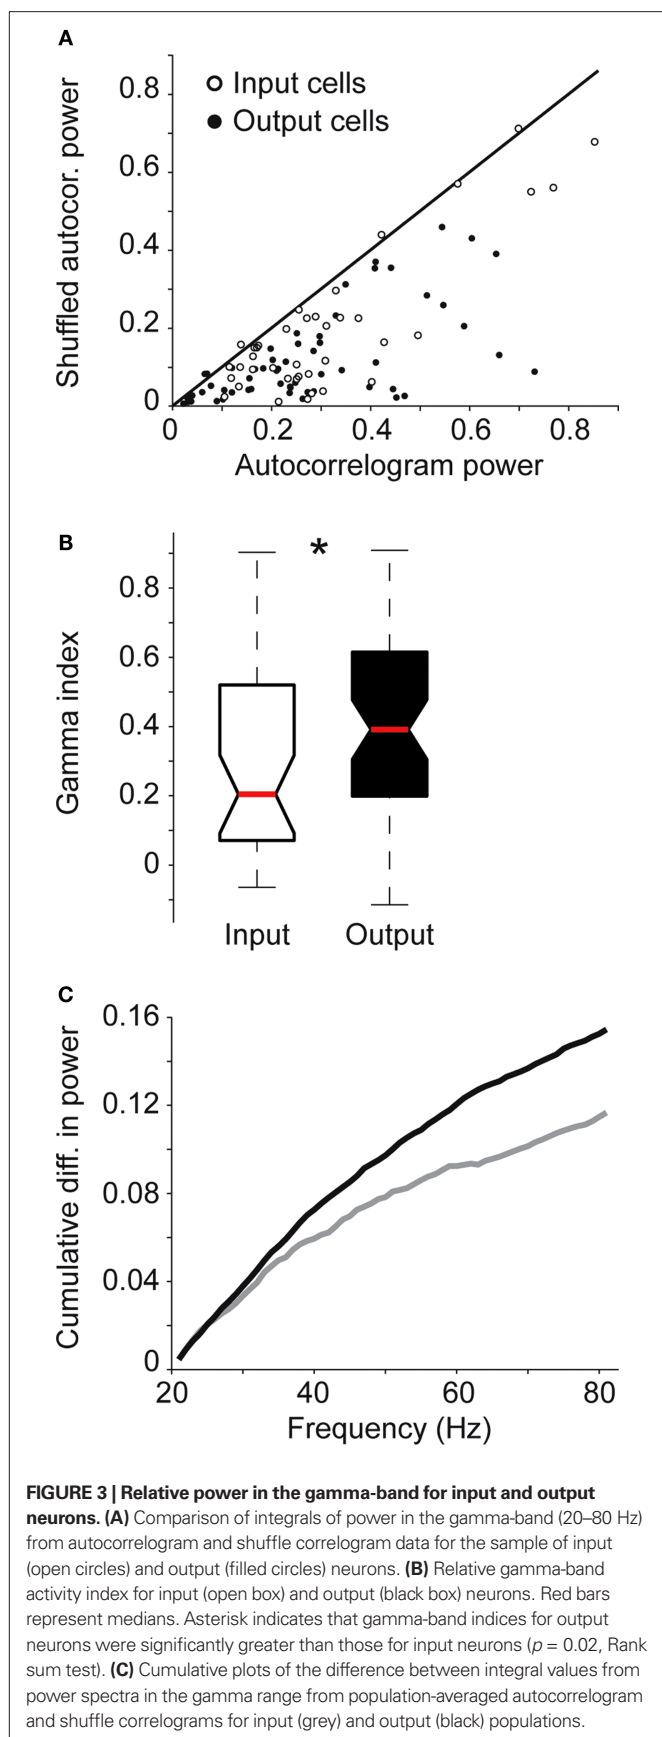 A
Shuffled autocor. power
0.8
0.6
0.4
0.2
0
Input cells
Output cells
0
0.2
0.4
0.6
0.8
Autocorrelogram power
B
*
Gamma index
0.8
0.6
0.4
0.2
0
Input
Output
C
Cumulative diff. in power
0.16
0.12
0.08
0.04
0
20
40
60
80
Frequency (Hz)
FIGURE 3 | Relative power in the gamma-band for input and output
neurons. (A) Comparison of integrals of power in the gamma-band (20–80 Hz)
from autocorrelogram and shuffle correlogram data for the sample of input
(open circles) and output (filled circles) neurons. (B) Relative gamma-band
activity index for input (open box) and output (black box) neurons. Red bars
represent medians. Asterisk indicates that gamma-band indices for output
neurons were significantly greater than those for input neurons (p = 0.02, Rank
sum test). (C) Cumulative plots of the difference between integral values from
power spectra in the gamma range from population-averaged autocorrelogram
and shuffle correlograms for input (grey) and output (black) populations.